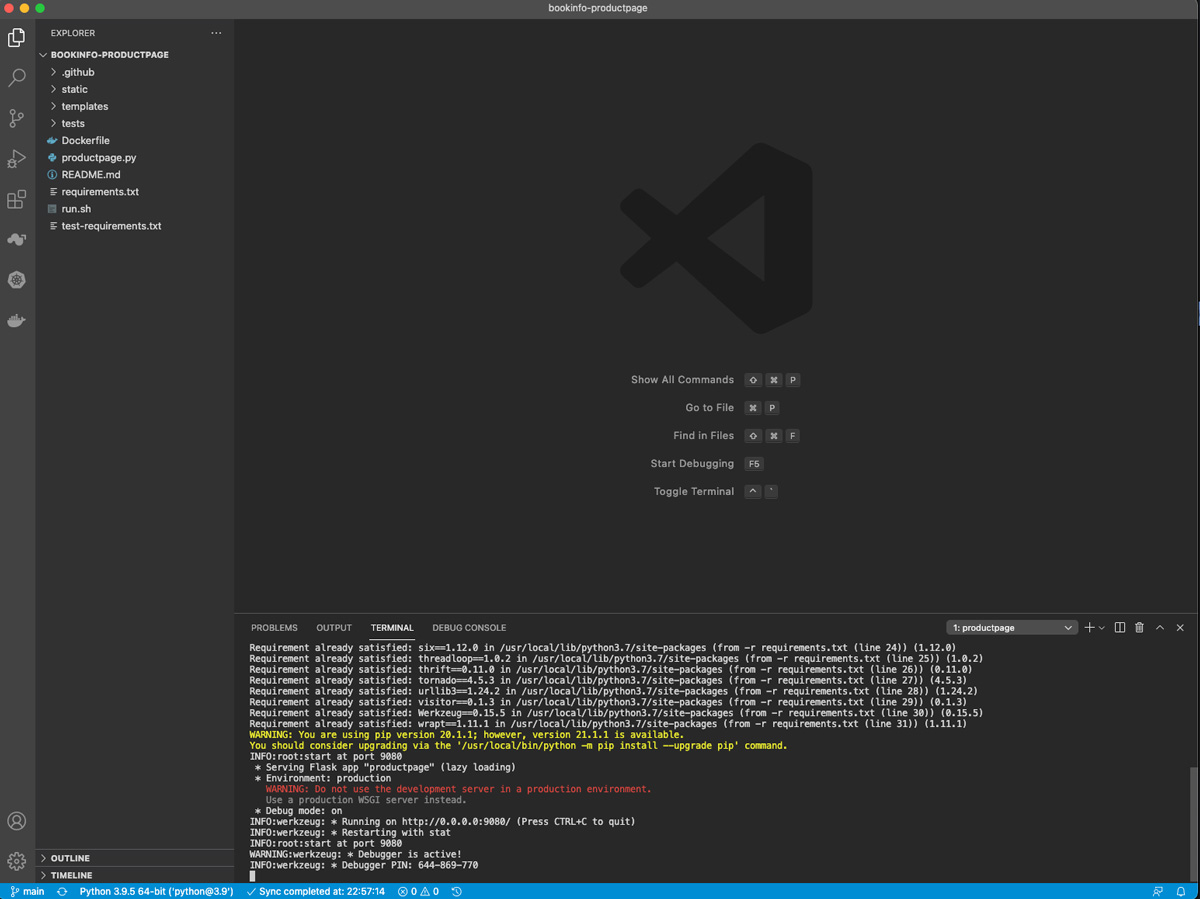 bookinfo-productpage
EXPLORER
BOOKINFO-PRODUCTPAGE
.github
static
templates
tests
Dockerfile
productpage.py
README.md
requirements.txt
run.sh
test-requirements.txt
Show All Commands ⇧ ⌘ P
Go to File ⌘ P
Find in Files ⇧ ⌘ F
Start Debugging F5
Toggle Terminal ^ `
PROBLEMS OUTPUT TERMINAL DEBUG CONSOLE 1: productpage
Requirement already satisfied: six==1.12.0 in /usr/local/lib/python3.7/site-packages (from -r requirements.txt (line 24)) (1.12.0)
Requirement already satisfied: threadloop==1.0.2 in /usr/local/lib/python3.7/site-packages (from -r requirements.txt (line 25)) (1.0.2)
Requirement already satisfied: thrift==0.11.0 in /usr/local/lib/python3.7/site-packages (from -r requirements.txt (line 26)) (0.11.0)
Requirement already satisfied: tornado==4.5.3 in /usr/local/lib/python3.7/site-packages (from -r requirements.txt (line 27)) (4.5.3)
Requirement already satisfied: urllib3==1.24.2 in /usr/local/lib/python3.7/site-packages (from -r requirements.txt (line 28)) (1.24.2)
Requirement already satisfied: visitor==0.1.3 in /usr/local/lib/python3.7/site-packages (from -r requirements.txt (line 29)) (0.1.3)
Requirement already satisfied: Werkzeug==0.15.5 in /usr/local/lib/python3.7/site-packages (from -r requirements.txt (line 30)) (0.15.5)
Requirement already satisfied: wrapt==1.11.1 in /usr/local/lib/python3.7/site-packages (from -r requirements.txt (line 31)) (1.11.1)
WARNING: You are using pip version 20.1.1; however, version 21.1.1 is available.
You should consider upgrading via the '/usr/local/bin/python -m pip install --upgrade pip' command.
INFO:root:start at port 9080
* Serving Flask app "productpage" (lazy loading)
* Environment: production
WARNING: Do not use the development server in a production environment.
Use a production WSGI server instead.
* Debug mode: on
INFO:werkzeug: * Running on http://0.0.0.0:9080/ (Press CTRL+C to quit)
INFO:werkzeug: * Restarting with stat
INFO:root:start at port 9080
WARNING:werkzeug: * Debugger is active!
INFO:werkzeug: * Debugger PIN: 644-869-770
OUTLINE
TIMELINE
main Python 3.9.5 64-bit ('python@3.9') Sync completed at: 22:57:14 0 0